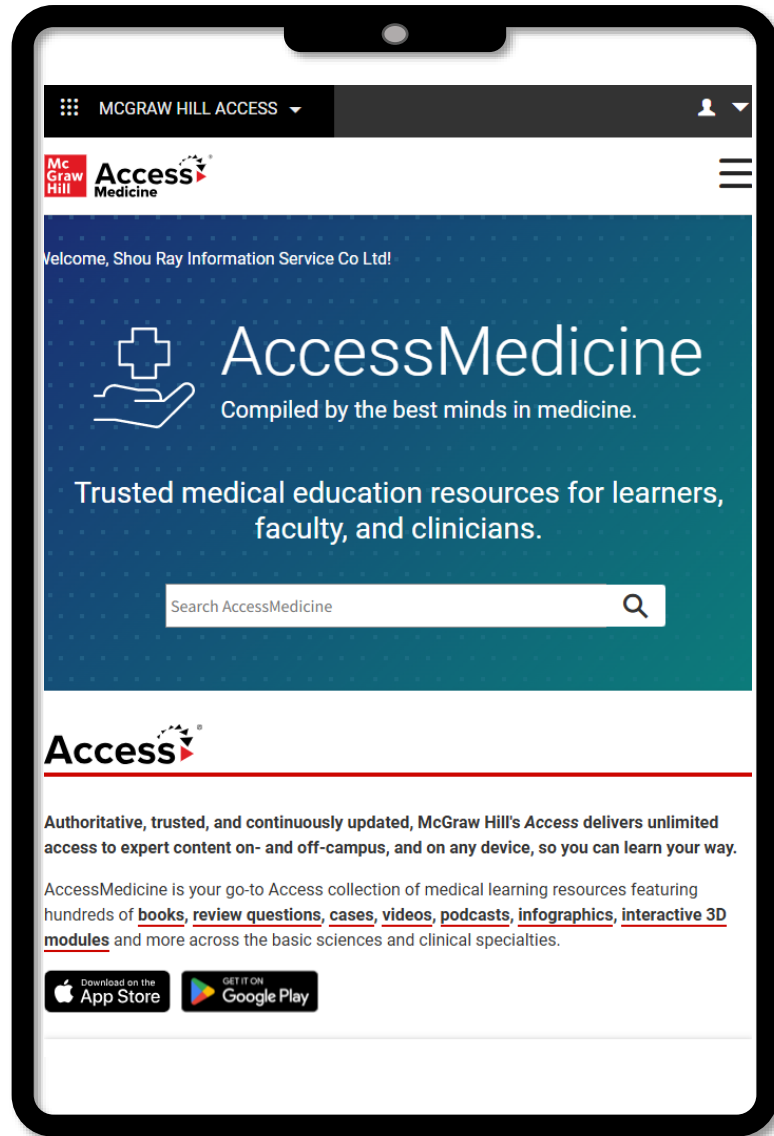 MCGRAW HILL ACCESS
Mc
Graw
Hill
Access®
Medicine
Welcome, Shou Ray Information Service Co Ltd!
AccessMedicine
Compiled by the best minds in medicine.
Trusted medical education resources for learners,
faculty, and clinicians.
Search AccessMedicine
Access®
Authoritative, trusted, and continuously updated, McGraw Hill's Access delivers unlimited
access to expert content on- and off-campus, and on any device, so you can learn your way.
AccessMedicine is your go-to Access collection of medical learning resources featuring
hundreds of books, review questions, cases, videos, podcasts, infographics, interactive 3D
modules and more across the basic sciences and clinical specialties.
Download on the
App Store
GET IT ON
Google Play